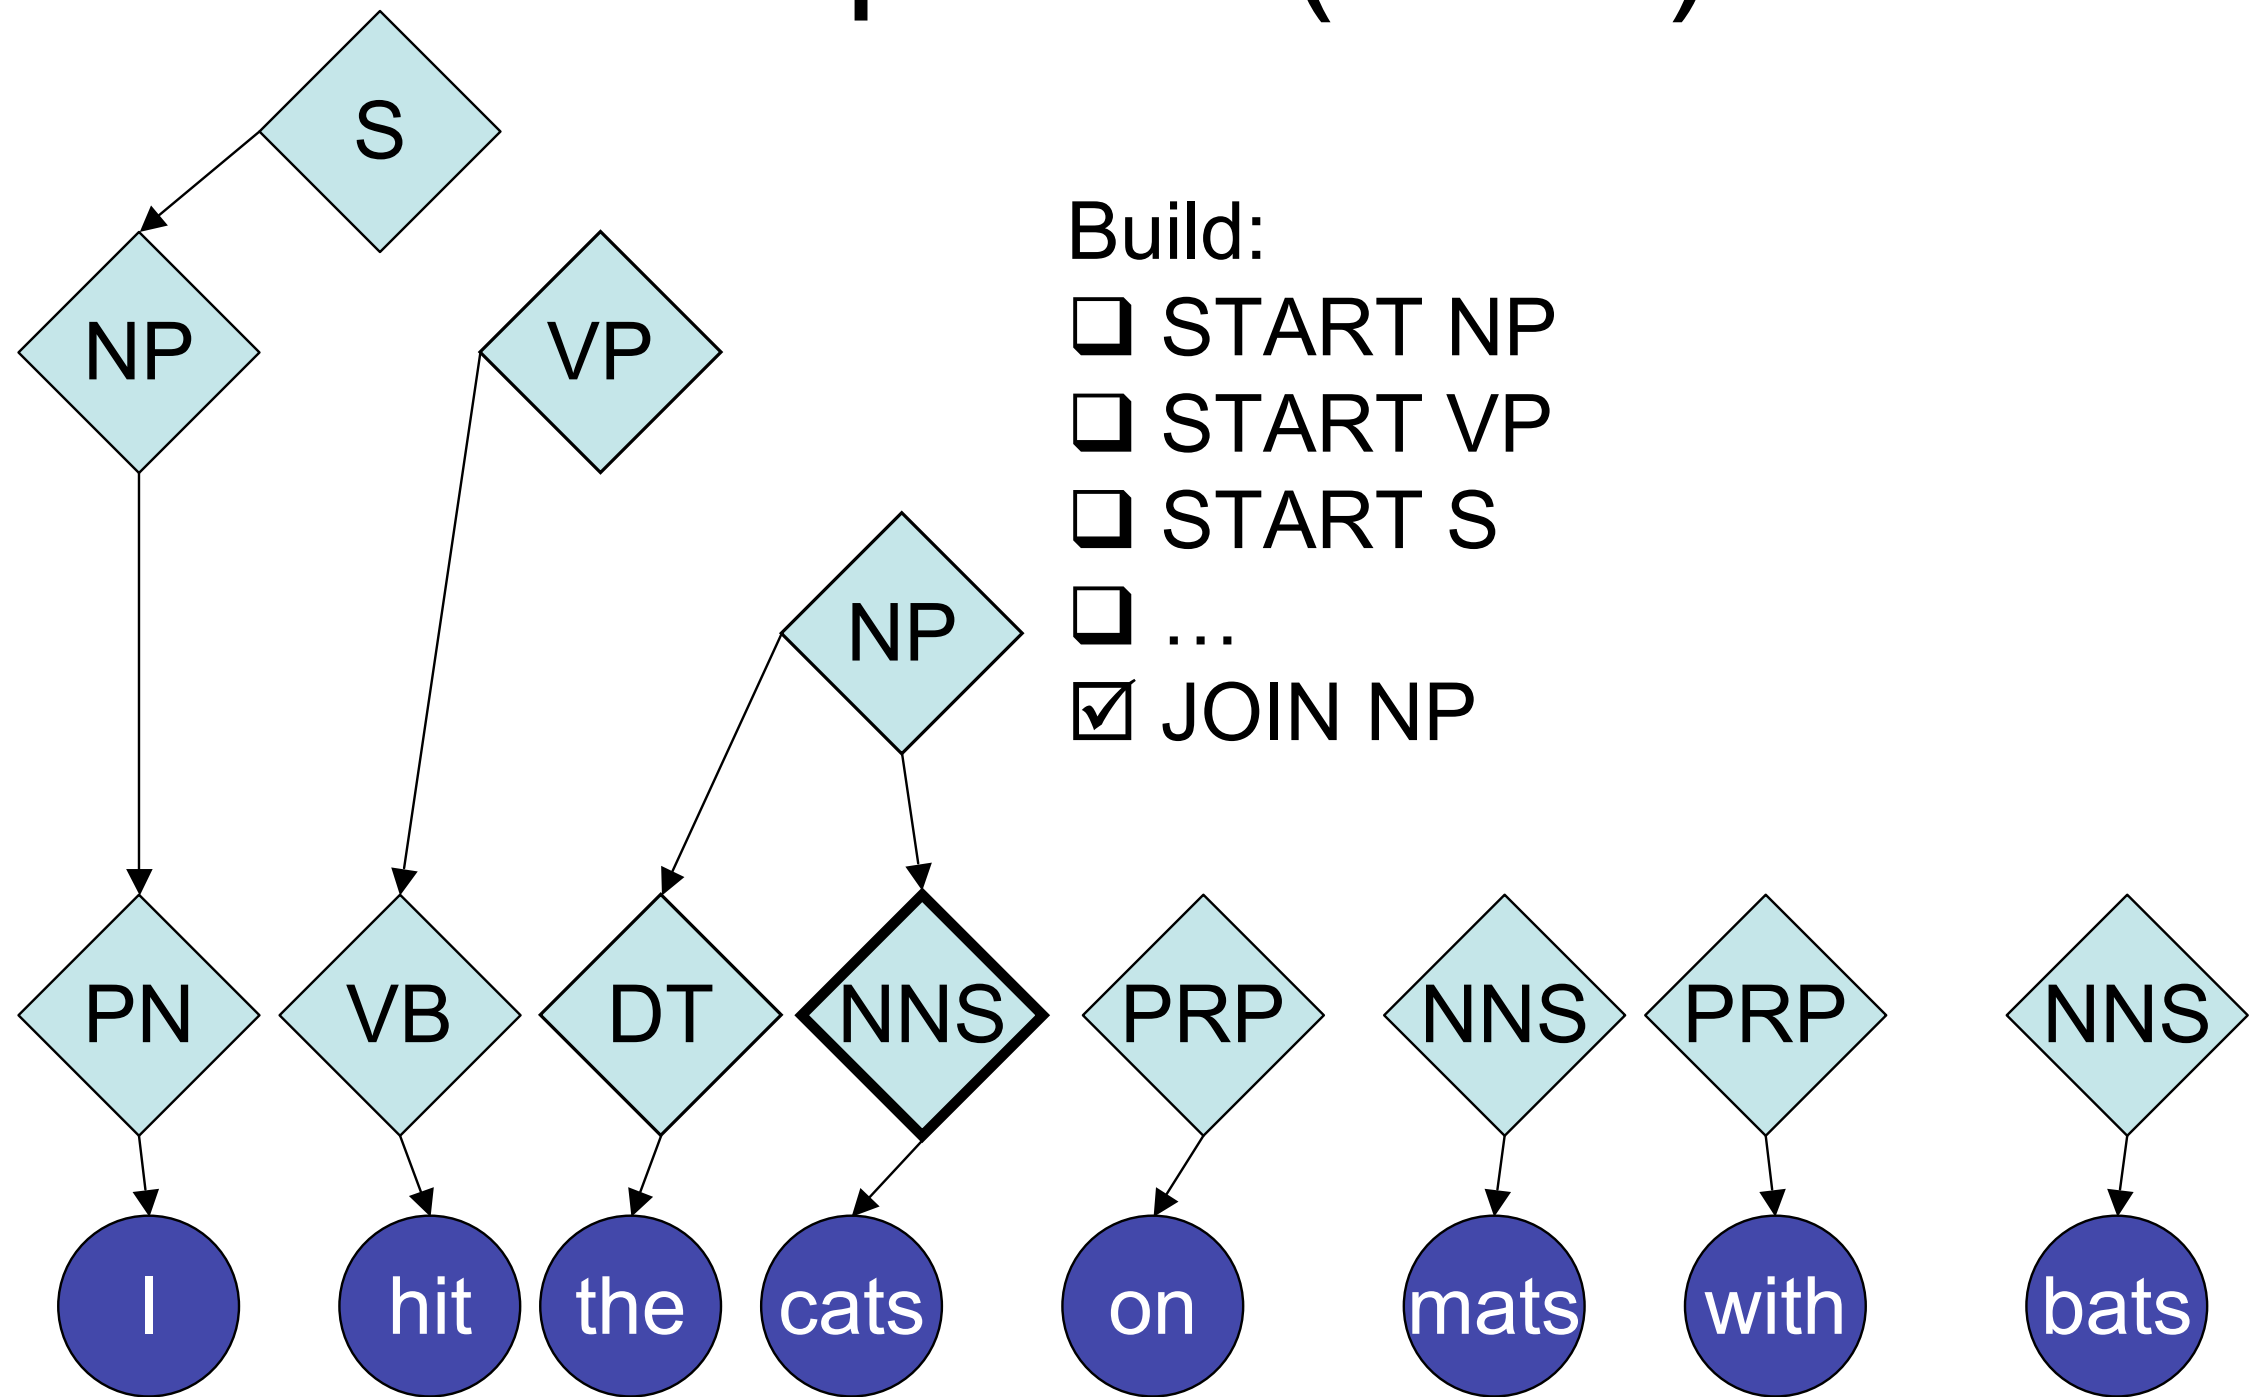 S
NP VP
Build:
❑ START NP
❑ START VP
❑ START S
❑ …
☑ JOIN NP
NP
PN VB DT NNS PRP NNS PRP NNS
I hit the cats on mats with bats